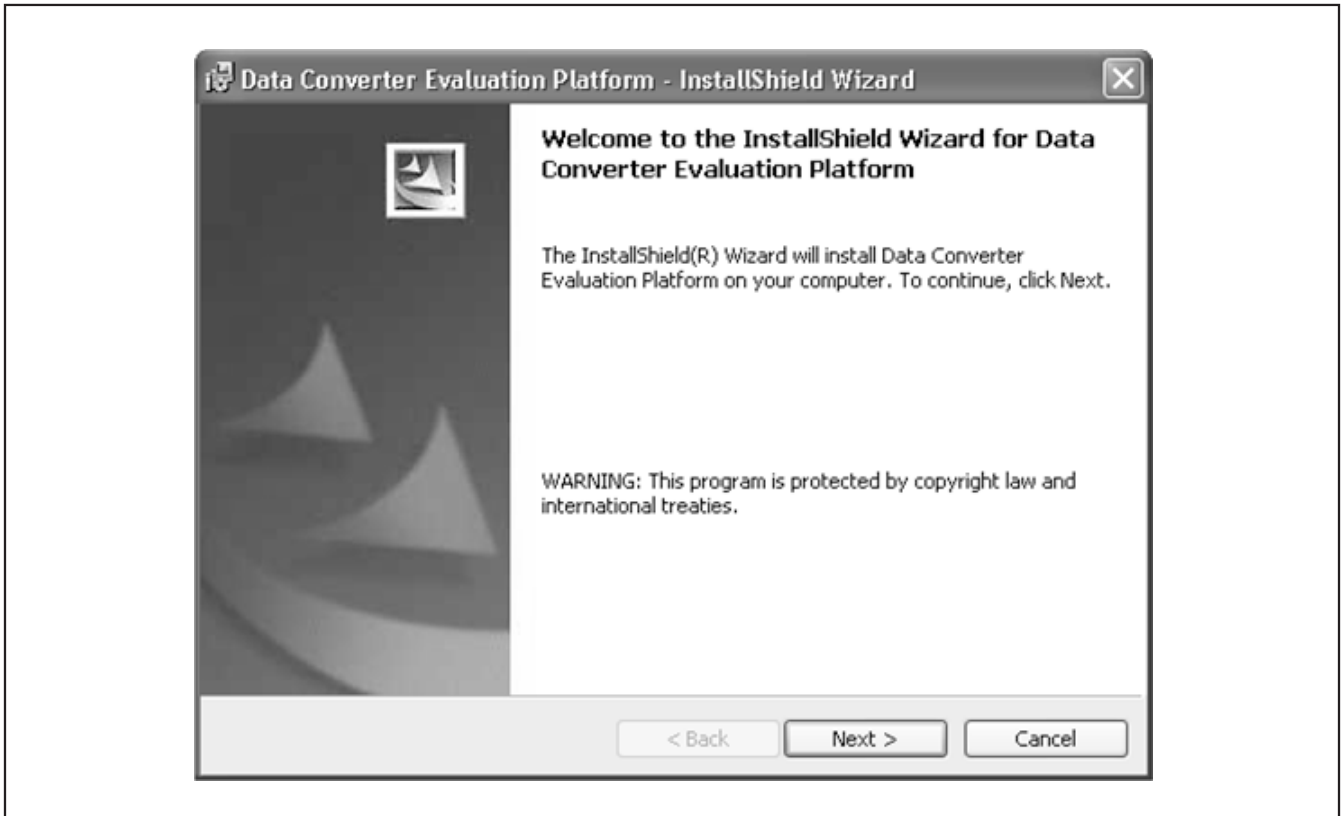 Data Converter Evaluation Platform - InstallShield Wizard
Welcome to the InstallShield Wizard for Data
Converter Evaluation Platform
The InstallShield(R) Wizard will install Data Converter
Evaluation Platform on your computer. To continue, click Next.
WARNING: This program is protected by copyright law and
international treaties.
< Back Next > Cancel